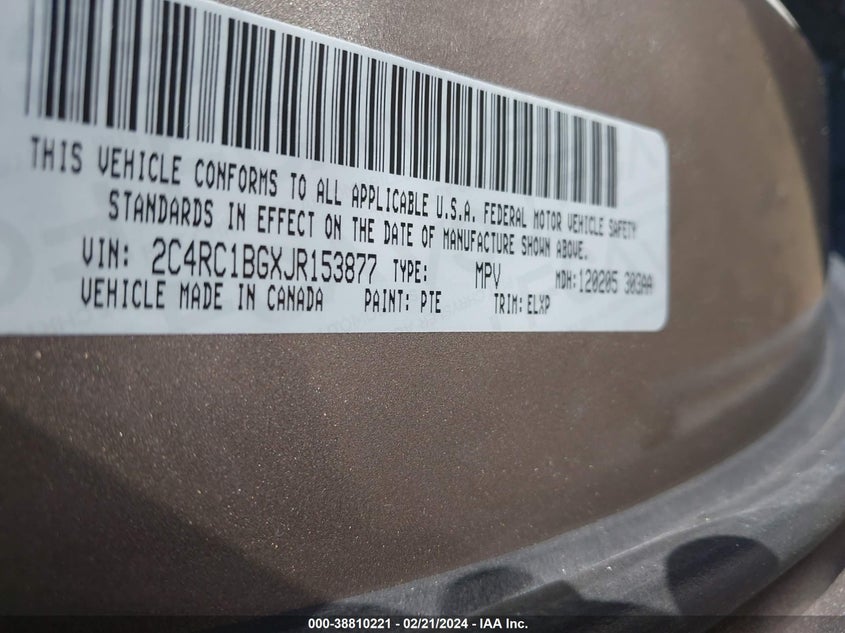 THIS VEHICLE CONFORMS TO ALL APPLICABLE U.S.A. FEDERAL MOTOR VEHICLE SAFETY
STANDARDS IN EFFECT ON THE DATE OF MANUFACTURE SHOWN ABOVE.
VIN: 2C4RC1BGXJR153877 TYPE: MPV MDH:120205 303AA
VEHICLE MADE IN CANADA PAINT: PTE TRIM: ELXP
000-38810221 - 02/21/2024 - IAA Inc.